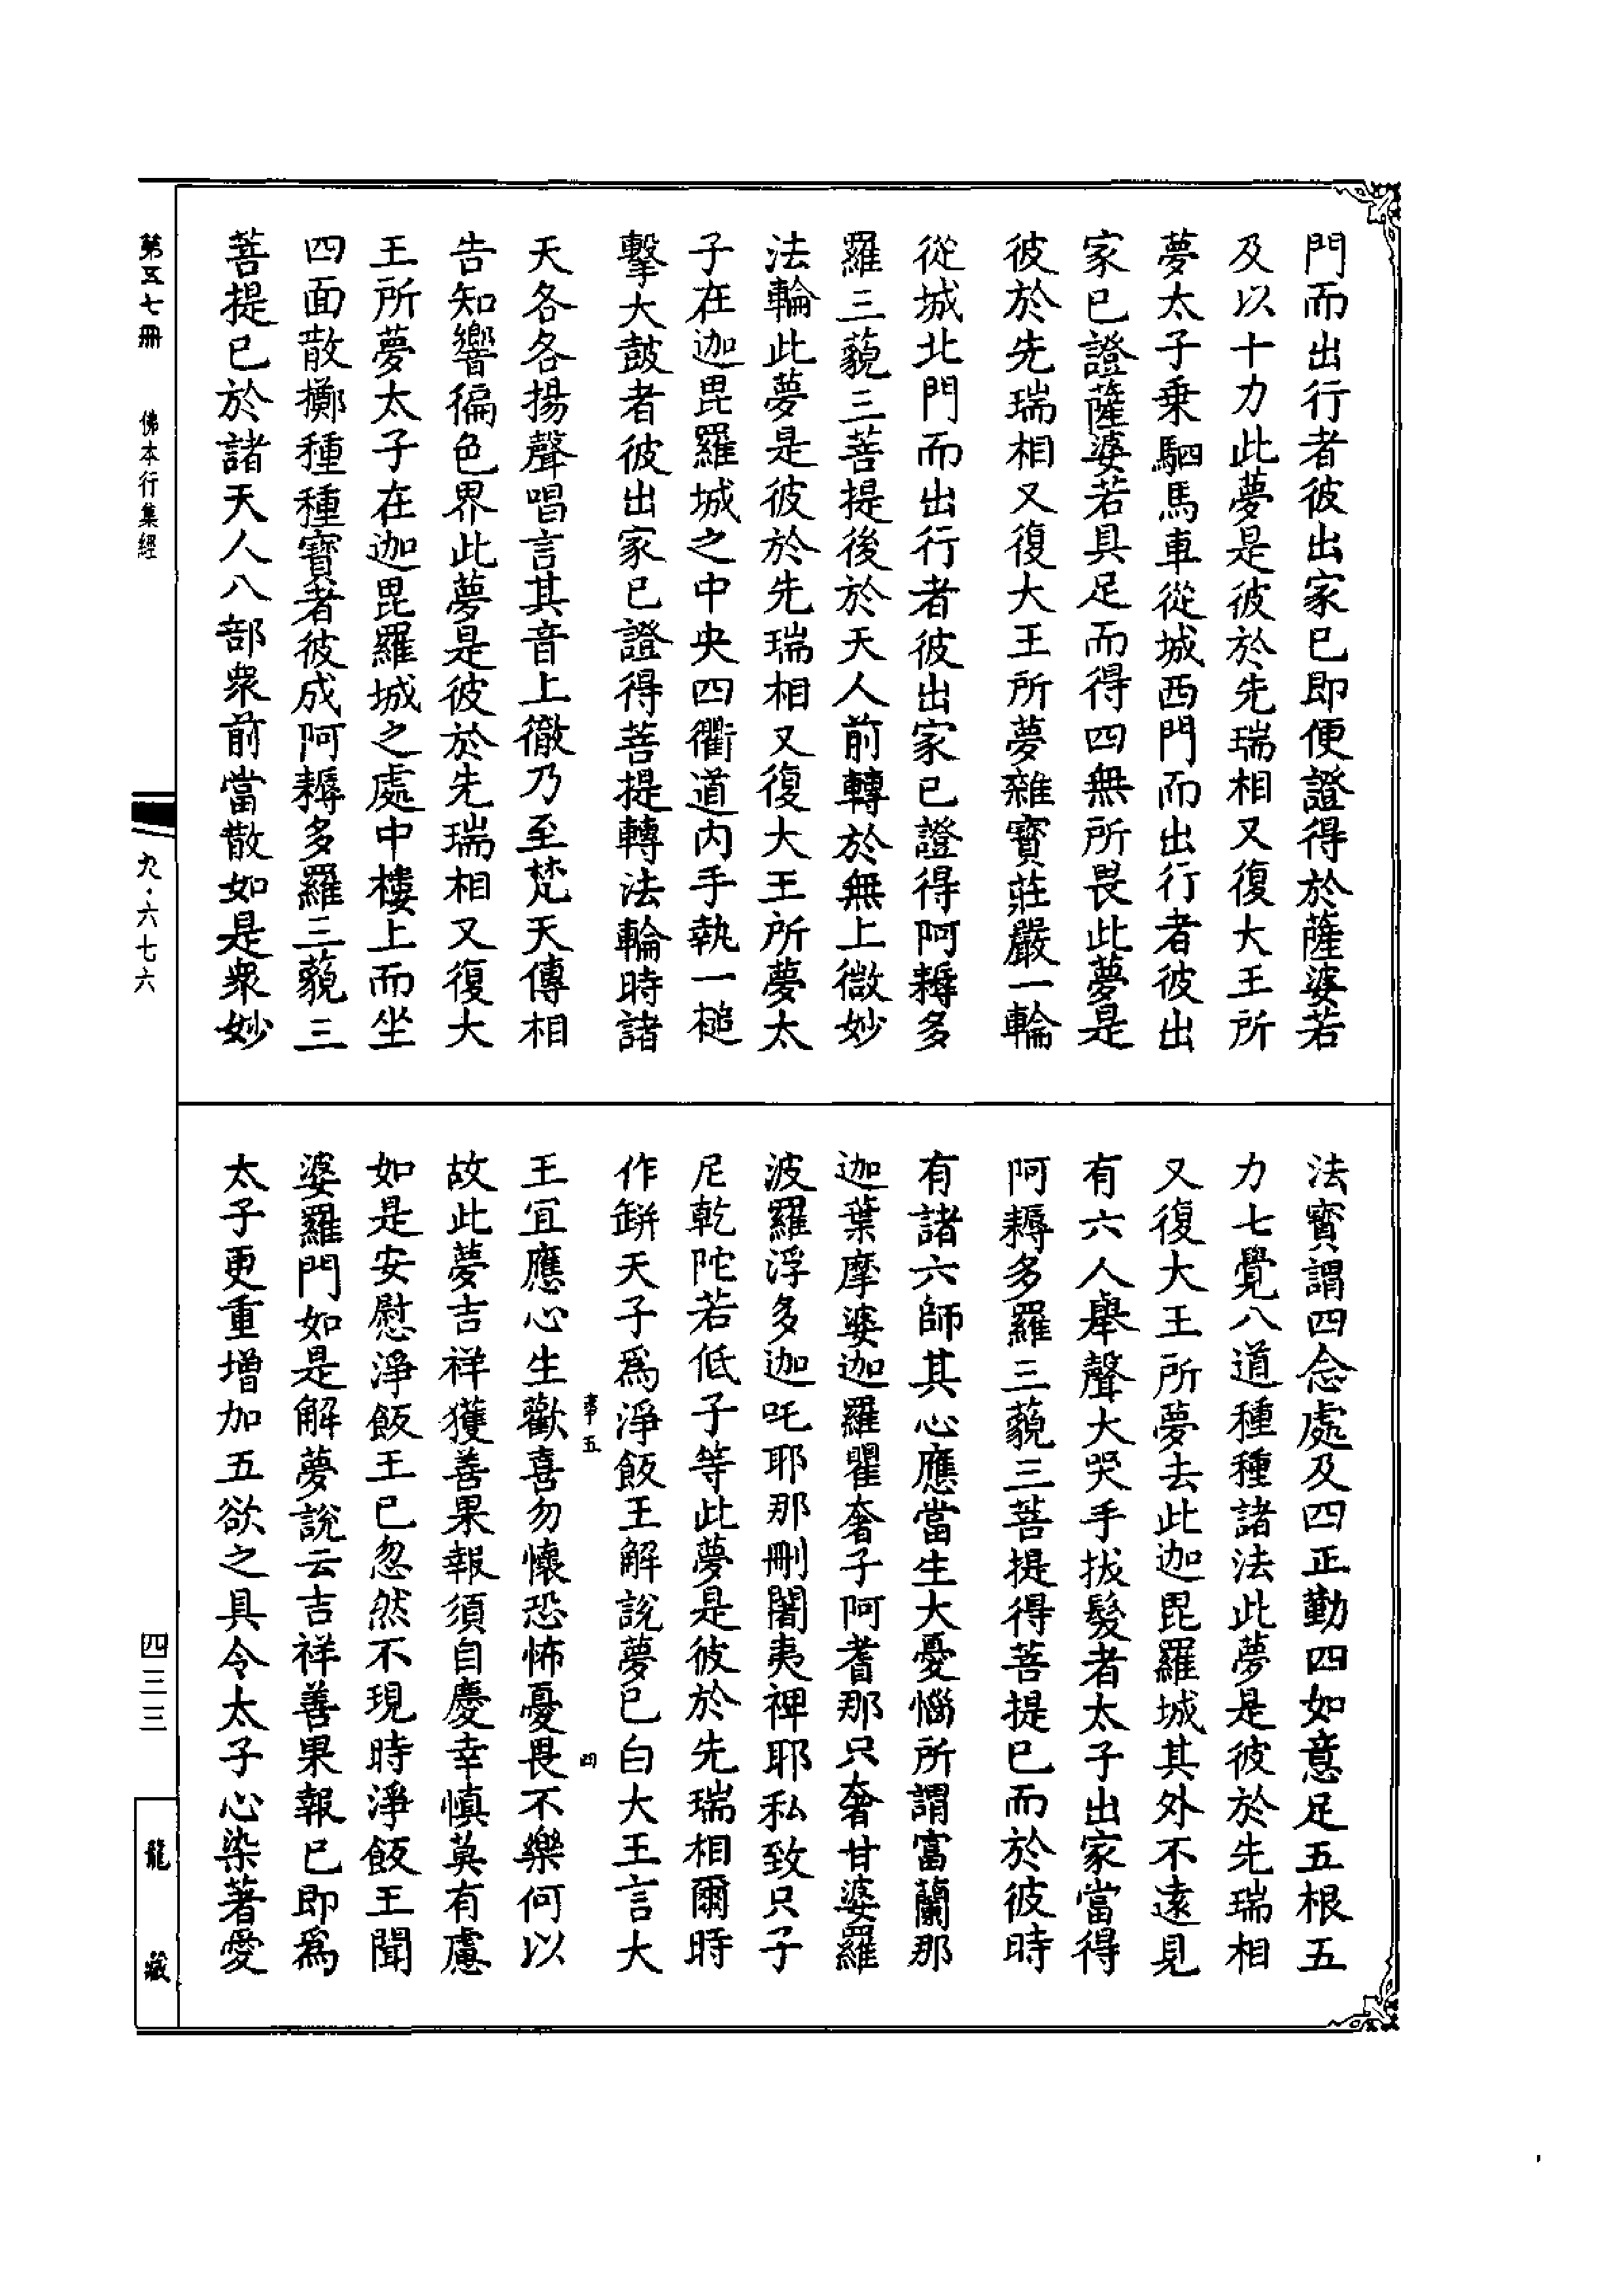 門而出行者彼出家已即便證得於薩婆若
及以十力此夢是彼於先瑞相又復大王所
夢太子乗駟馬車從城西門而出行者彼出
家已證薩婆若具足而得四無所畏此夢是
彼於先瑞相又復大王所夢雜寶莊嚴一輪
從城北門而出行者彼出家已證得阿耨多
羅三藐三菩提後於天人前轉於無上微妙
法輪此夢是彼於先瑞相又復大王所夢太
子在迦毘羅城之中央四衢道内手執一槌
擊大鼓者彼出家已證得菩提轉法輪時諸
天各各揚聲唱言其音上徹乃至梵天傳相
告知響徧色界此夢是彼於先瑞相又復大
王所夢太子在迦毘羅城之處中樓上而坐
四面散擲種種寶者彼成阿耨多羅三藐三
菩提已於諸天人八部衆前當散如是衆妙
法寶謂四念處及四正勤四如意足五根五
力七覺八道種種諸法此夢是彼於先瑞相
又復大王所夢去此迦毘羅城其外不遠見
有六人舉聲大哭手拔髮者太子出家當得
阿耨多羅三藐三菩提得菩提已而於彼時
有諸六師其心應當生大憂惱所謂富蘭那
迦葉摩婆迦羅瞿奢子阿耆那只奢甘婆羅
波羅浮多迦吒耶那刪闍夷裨耶私致只子
尼乾陀若低子等此夢是彼於先瑞相爾時
作缾天子爲淨飯王解說夢已白大王言大
王宜應心生歡喜勿懷恐怖憂畏不樂何以
故此夢吉祥獲善果報須自慶幸慎莫有慮
如是安慰淨飯王已忽然不現時淨飯王聞
婆羅門如是解夢說云吉祥善果報已即爲
太子更重增加五欲之具令太子心染著愛
第五七冊 佛本行集經
九·六七六
四三三
龍藏
四